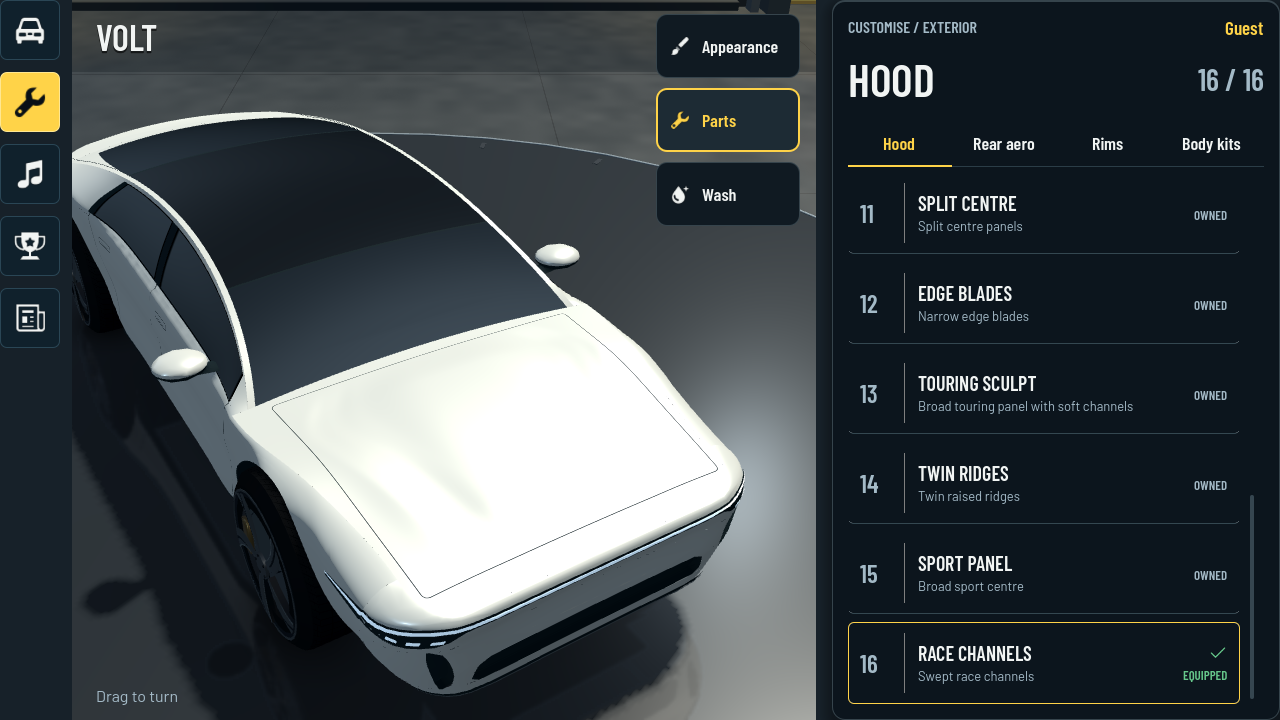 VOLT
Appearance
Parts
Wash
Drag to turn
CUSTOMISE / EXTERIOR
Guest
HOOD
16 / 16
Hood
Rear aero
Rims
Body kits
11
SPLIT CENTRE
Split centre panels
OWNED
12
EDGE BLADES
Narrow edge blades
OWNED
13
TOURING SCULPT
Broad touring panel with soft channels
OWNED
14
TWIN RIDGES
Twin raised ridges
OWNED
15
SPORT PANEL
Broad sport centre
OWNED
16
RACE CHANNELS
Swept race channels
EQUIPPED